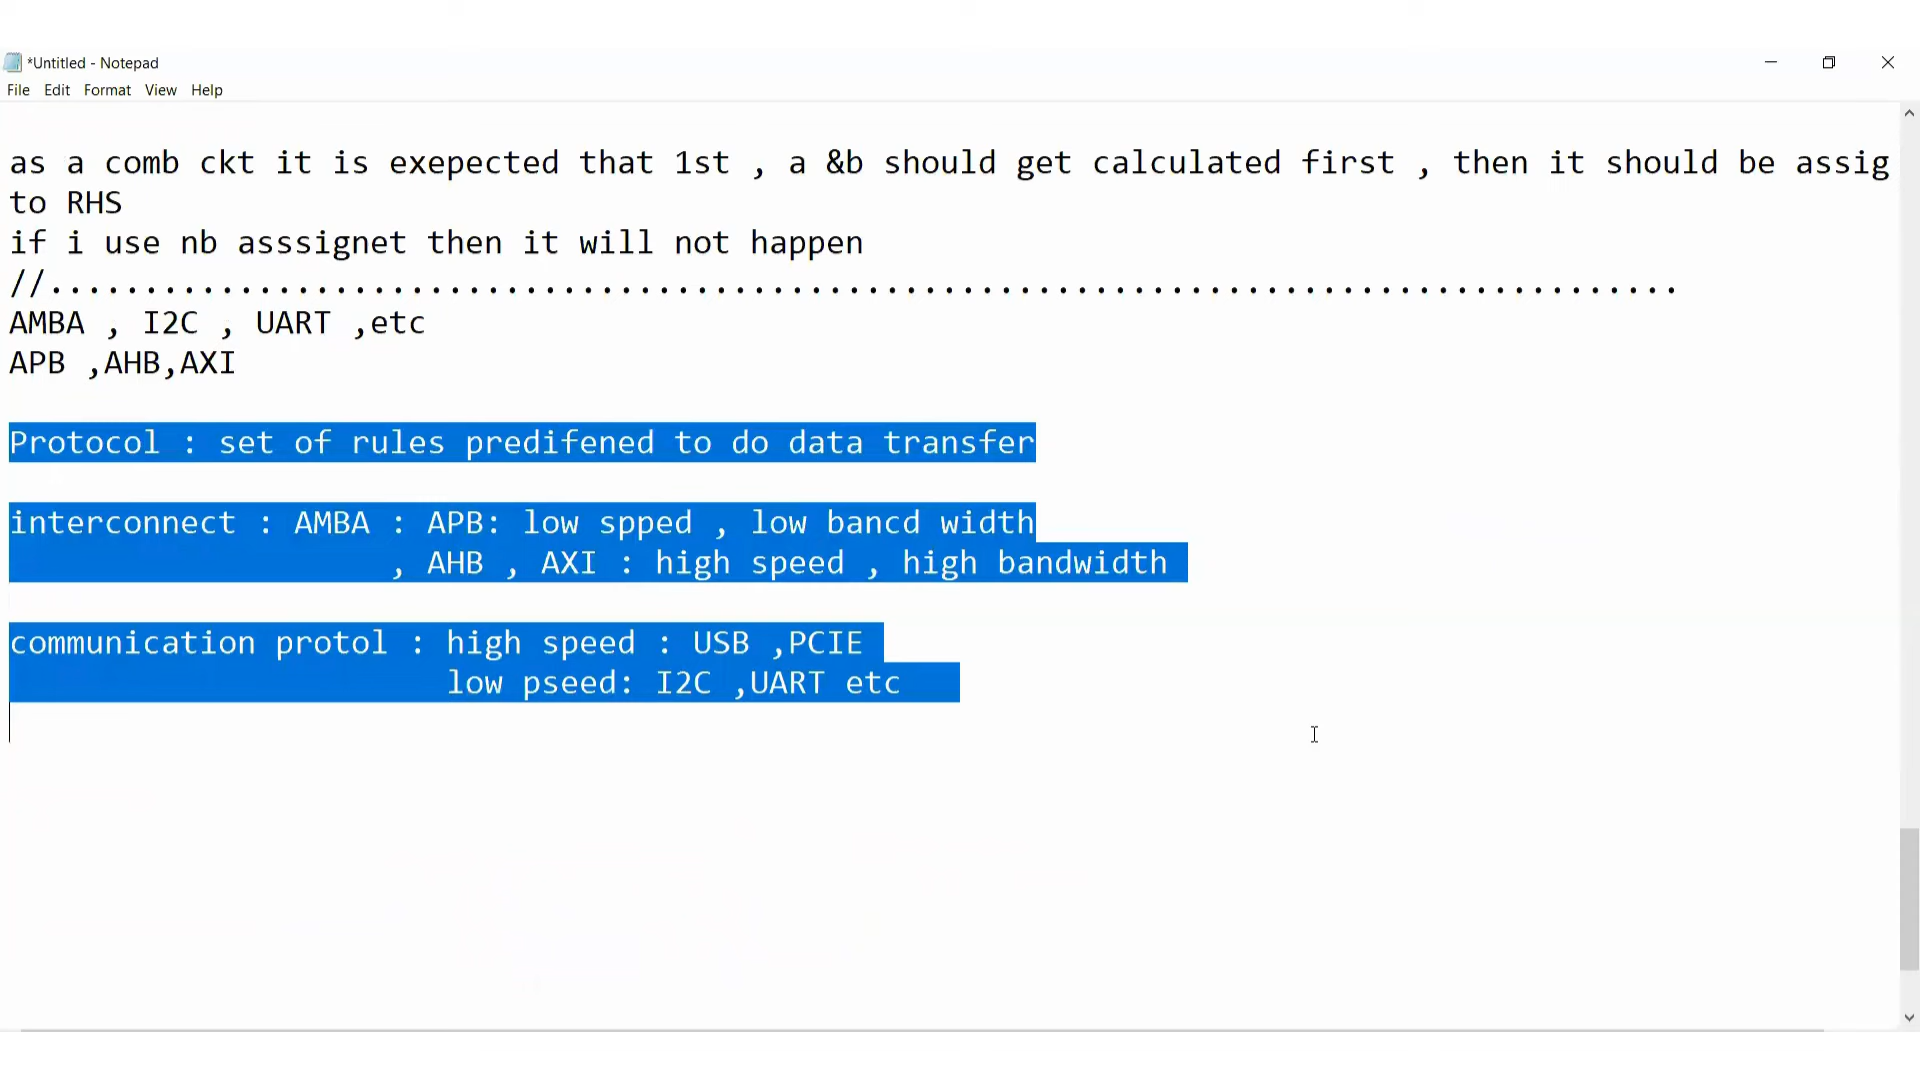 *Untitled - Notepad
File Edit Format View Help
as a comb ckt it is exepected that 1st , a &b should get calculated first , then it should be assig
to RHS
if i use nb asssignet then it will not happen
//......................................................................................
AMBA , I2C , UART ,etc
APB ,AHB,AXI
Protocol : set of rules predifened to do data transfer
interconnect : AMBA : APB: low spped , low bancd width
, AHB , AXI : high speed , high bandwidth
communication protol : high speed : USB ,PCIE
low pseed: I2C ,UART etc